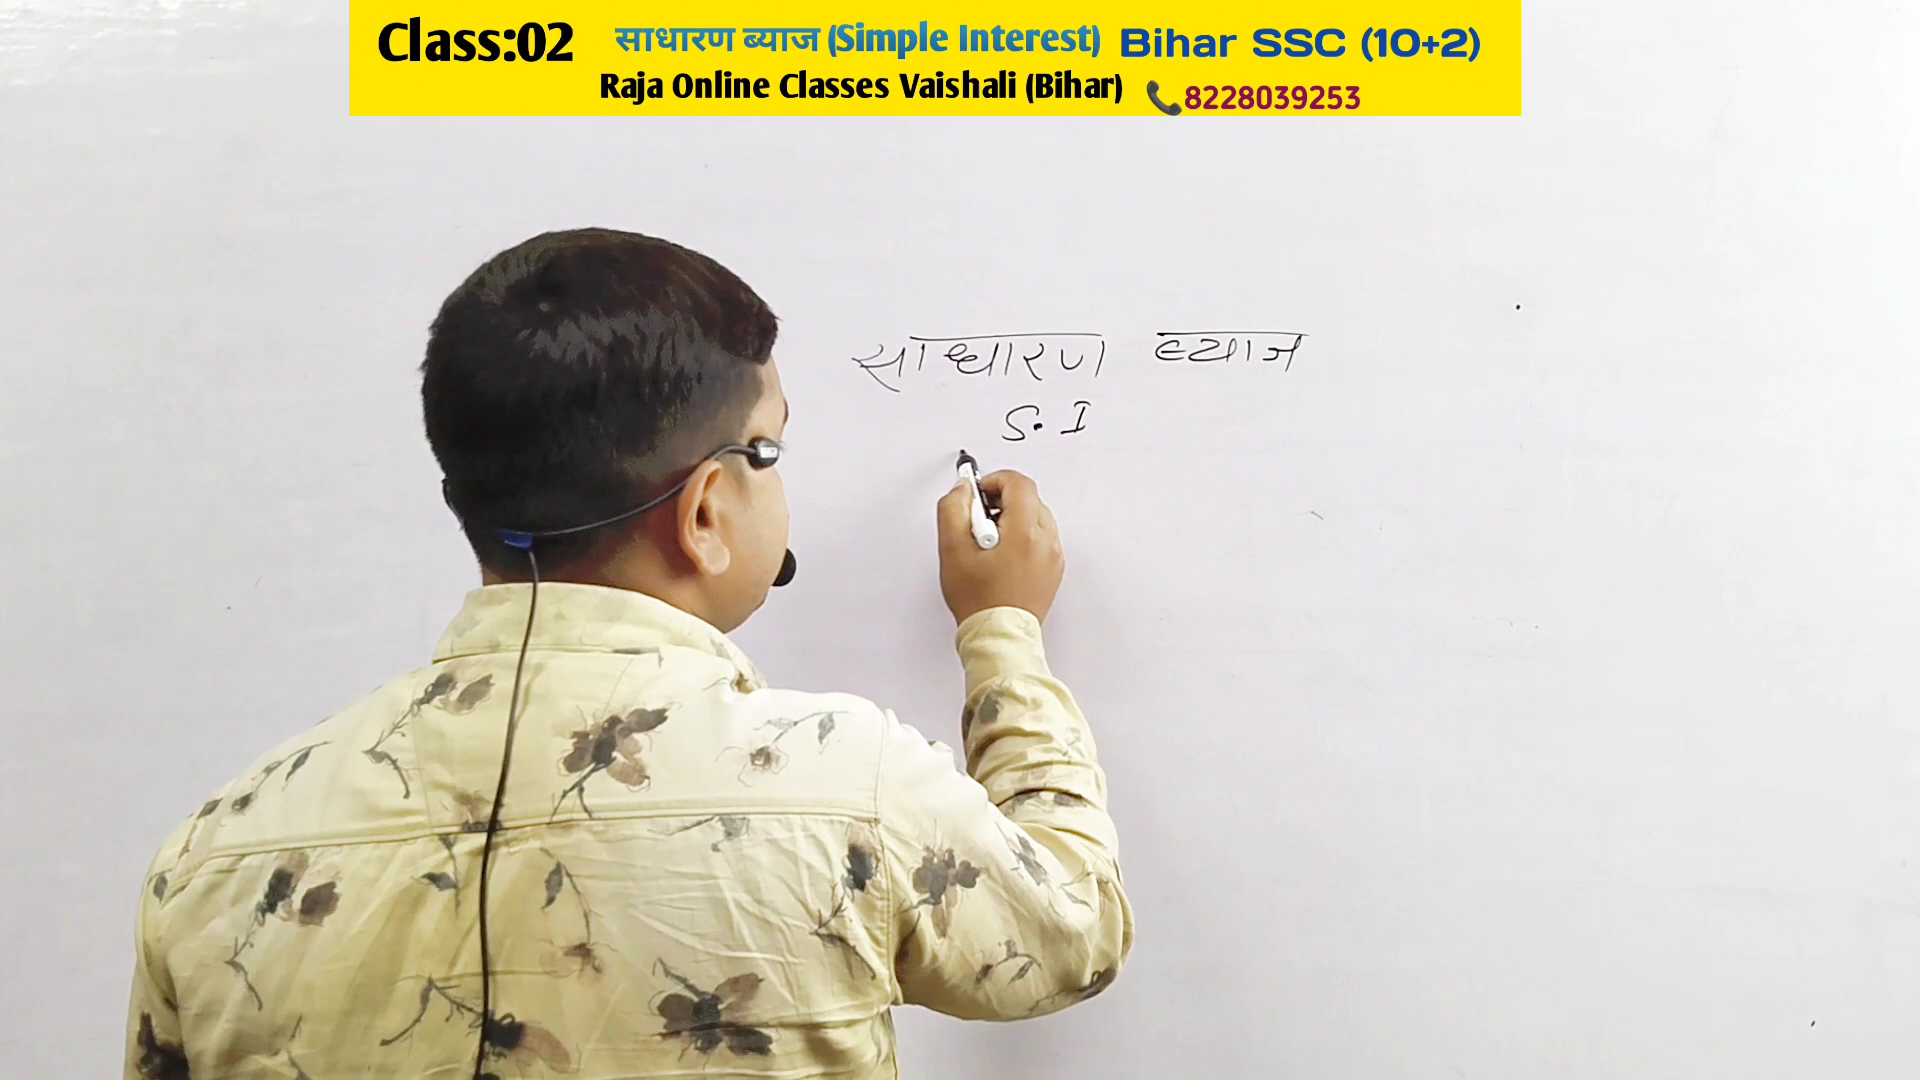 Class:02 साधारण ब्याज (Simple Interest) Bihar SSC (10+2)
Raja Online Classes Vaishali (Bihar) 📞8228039253
साधारण ब्याज
S. I